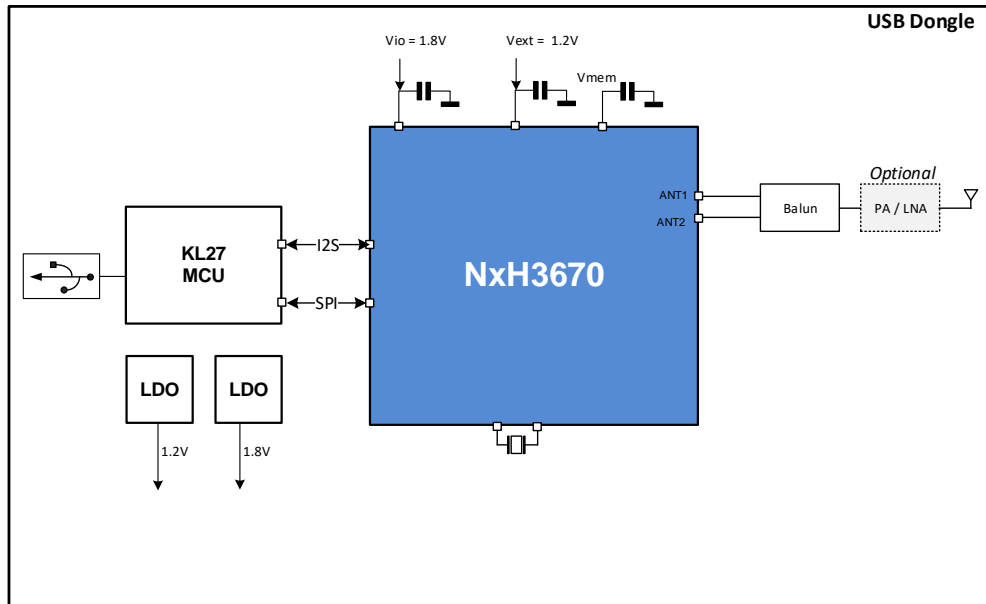 USB Dongle
Vio = 1.8V
Vext = 1.2V
Vmem
Optional
ANT1
ANT2
Balun
PA / LNA
KL27
MCU
I2S
SPI
NxH3670
LDO
LDO
1.2V
1.8V